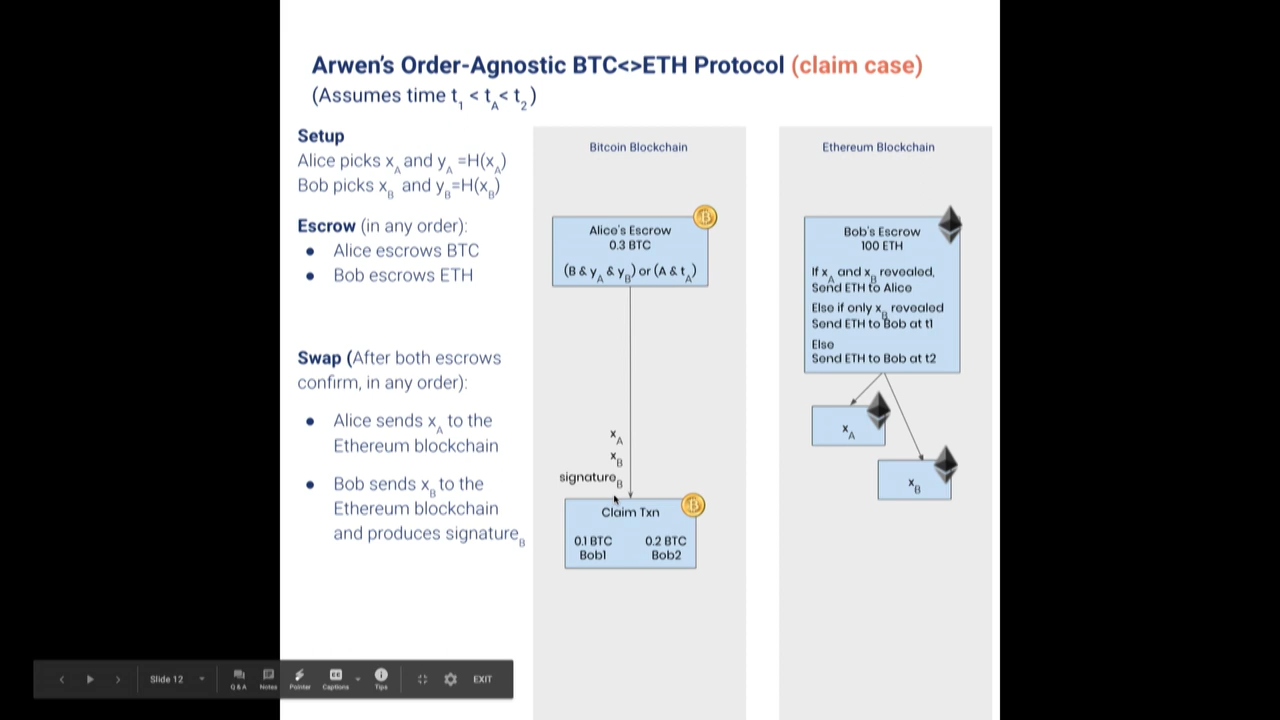 Arwen's Order-Agnostic BTC<>ETH Protocol (claim case)
(Assumes time t1 < tA < t2)
Setup
Alice picks xA and yA =H(xA)
Bob picks xB and yB=H(xB)
Escrow (in any order):
● Alice escrows BTC
● Bob escrows ETH
Swap (After both escrows
confirm, in any order):
● Alice sends xA to the
Ethereum blockchain
● Bob sends xB to the
Ethereum blockchain
and produces signatureB
Bitcoin Blockchain
Alice's Escrow
0.3 BTC
(B & yA & yB) or (A & tA)
xA
xB
signatureB
Claim Txn
0.1 BTC
Bob1
0.2 BTC
Bob2
Ethereum Blockchain
Bob's Escrow
100 ETH
If xA and xB revealed,
Send ETH to Alice
Else if only xB revealed
Send ETH to Bob at t1
Else
Send ETH to Bob at t2
xA
xB
Slide 12
Q&A
Notes
Pointer
CC
Captions
Tips
EXIT